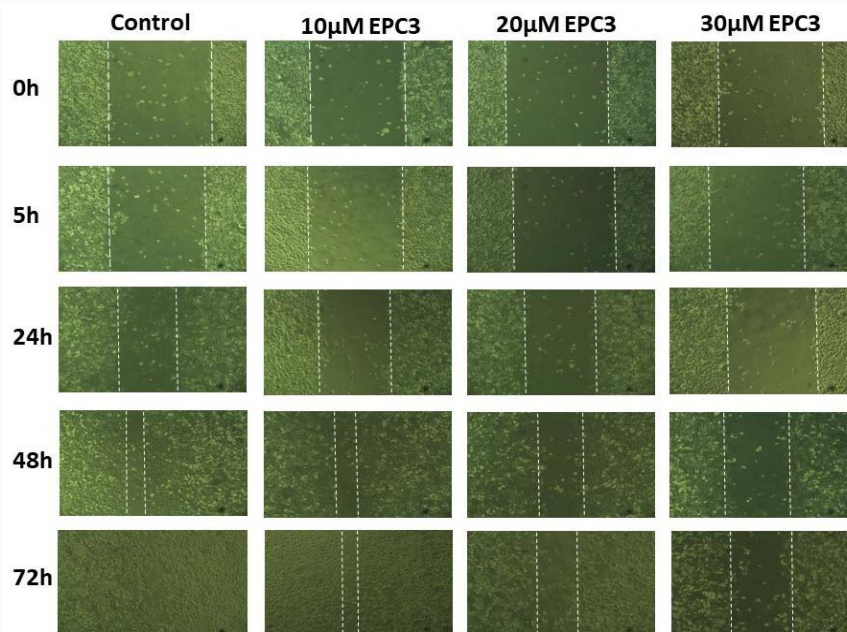 Control 10μM EPC3 20μM EPC3 30μM EPC3
0h
5h
24h
48h
72h